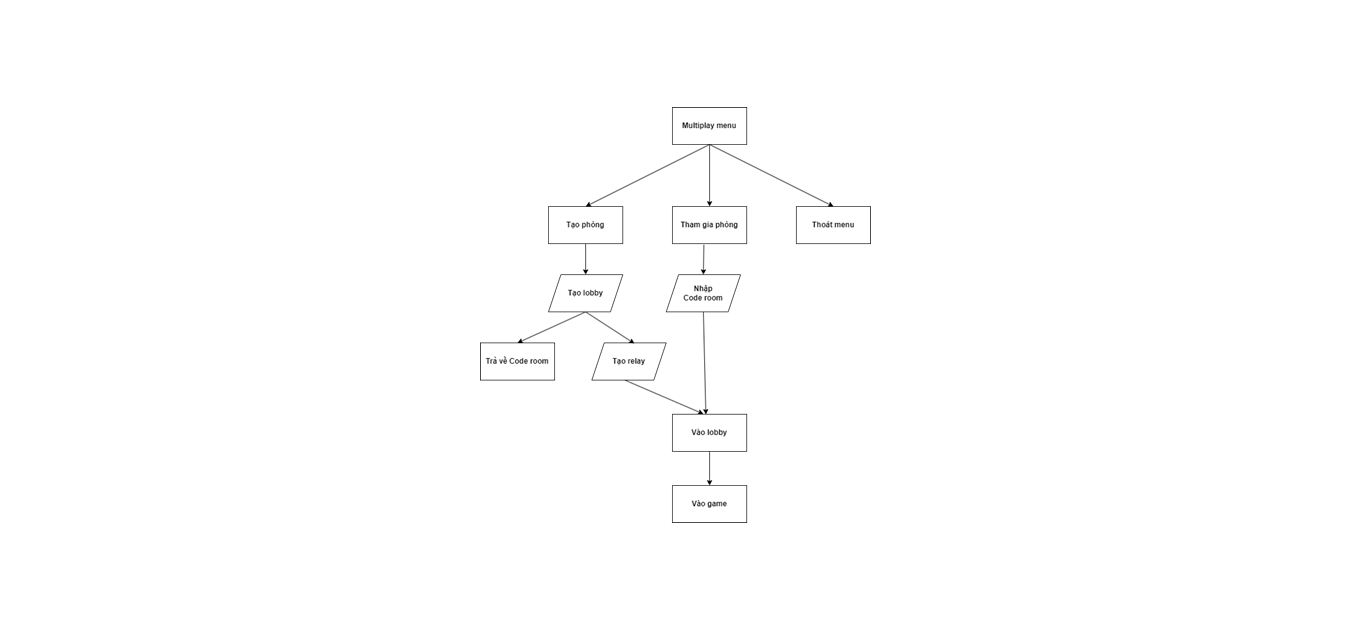 Multiplay menu
Tạo phòng
Tham gia phòng
Thoát menu
Tạo lobby
Nhập
Code room
Trả về Code room
Tạo relay
Vào lobby
Vào game